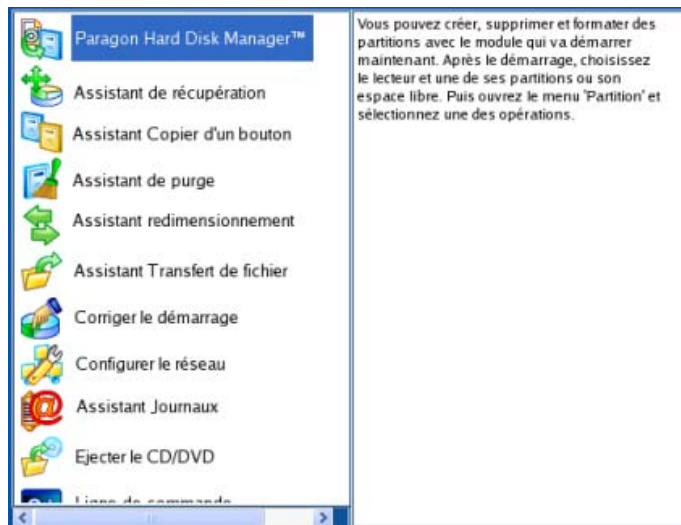 Paragon Hard Disk Manager™
Assistant de récupération
Assistant Copier d'un bouton
Assistant de purge
Assistant redimensionnement
Assistant Transfert de fichier
Corriger le démarrage
Configurer le réseau
Assistant Journaux
Ejecter le CD/DVD
Ligne de commande
Vous pouvez créer, supprimer et formater des
partitions avec le module qui va démarrer
maintenant. Après le démarrage, choisissez
le lecteur et une de ses partitions ou son
espace libre. Puis ouvrez le menu 'Partition' et
sélectionnez une des opérations.